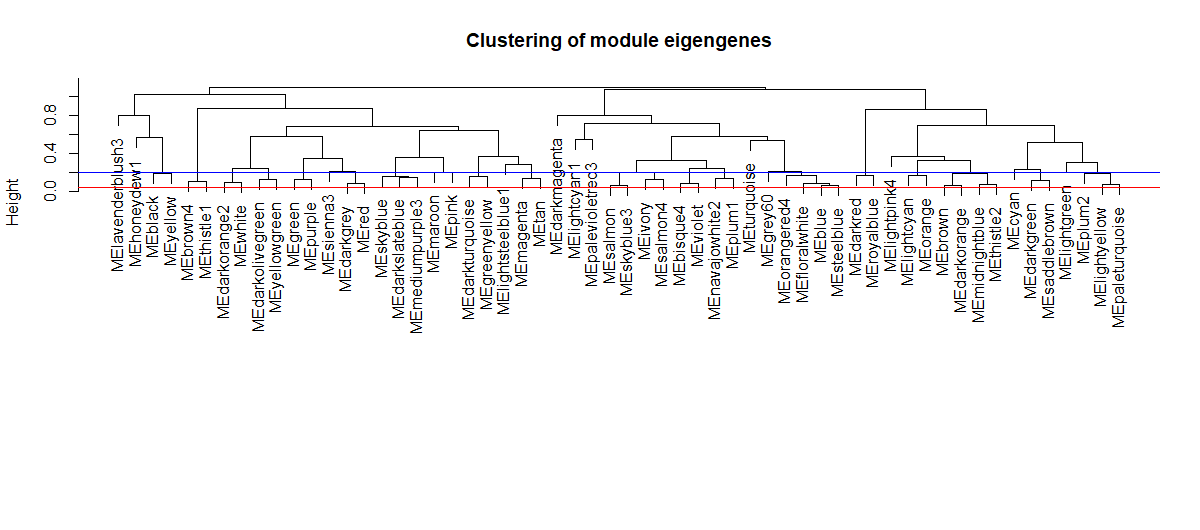 Clustering of module eigengenes
Height
0.0
0.4
0.8
MElavenderblush3
MEhoneydew1
MEblack
MEyellow
MEbrown4
MEthistle1
MEdarkorange2
MEwhite
MEdarkolivegreen
MEyellowgreen
MEgreen
MEpurple
MEsienna3
MEdarkgrey
MEred
MEskyblue
MEdarkslateblue
MEmediumpurple3
MEmaroon
MEpink
MEdarkturquoise
MEgreenyellow
MElightsteelblue1
MEmagenta
MEtan
MEdarkmagenta
MElightcyan1
MEpalevioletred3
MEsalmon
MEskyblue3
MEivory
MEsalmon4
MEbisque4
MEviolet
MEnavajowhite2
MEplum1
MEturquoise
MEgrey60
MEorangered4
MEfloralwhite
MEblue
MEsteelblue
MEdarkred
MEroyalblue
MElightpink4
MElightcyan
MEorange
MEbrown
MEdarkorange
MEmidnightblue
MEthistle2
MEcyan
MEdarkgreen
MEsaddlebrown
MElightgreen
MEplum2
MElightyellow
MEpaleturquoise